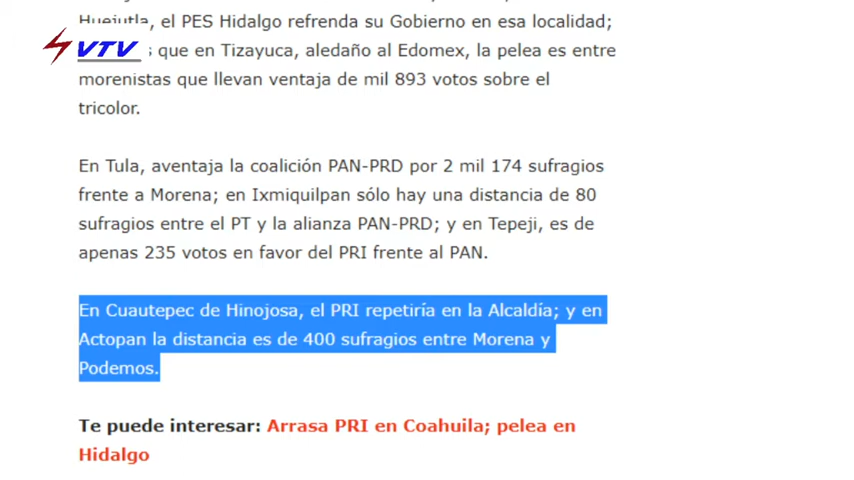 Huejutla, el PES Hidalgo refrenda su Gobierno en esa localidad;
VTV
que en Tizayuca, aledaño al Edomex, la pelea es entre
morenistas que llevan ventaja de mil 893 votos sobre el
tricolor.
En Tula, aventaja la coalición PAN-PRD por 2 mil 174 sufragios
frente a Morena; en Ixmiquilpan sólo hay una distancia de 80
sufragios entre el PT y la alianza PAN-PRD; y en Tepeji, es de
apenas 235 votos en favor del PRI frente al PAN.
En Cuautepec de Hinojosa, el PRI repetiría en la Alcaldía; y en
Actopan la distancia es de 400 sufragios entre Morena y
Podemos.
Te puede interesar: Arrasa PRI en Coahuila; pelea en
Hidalgo